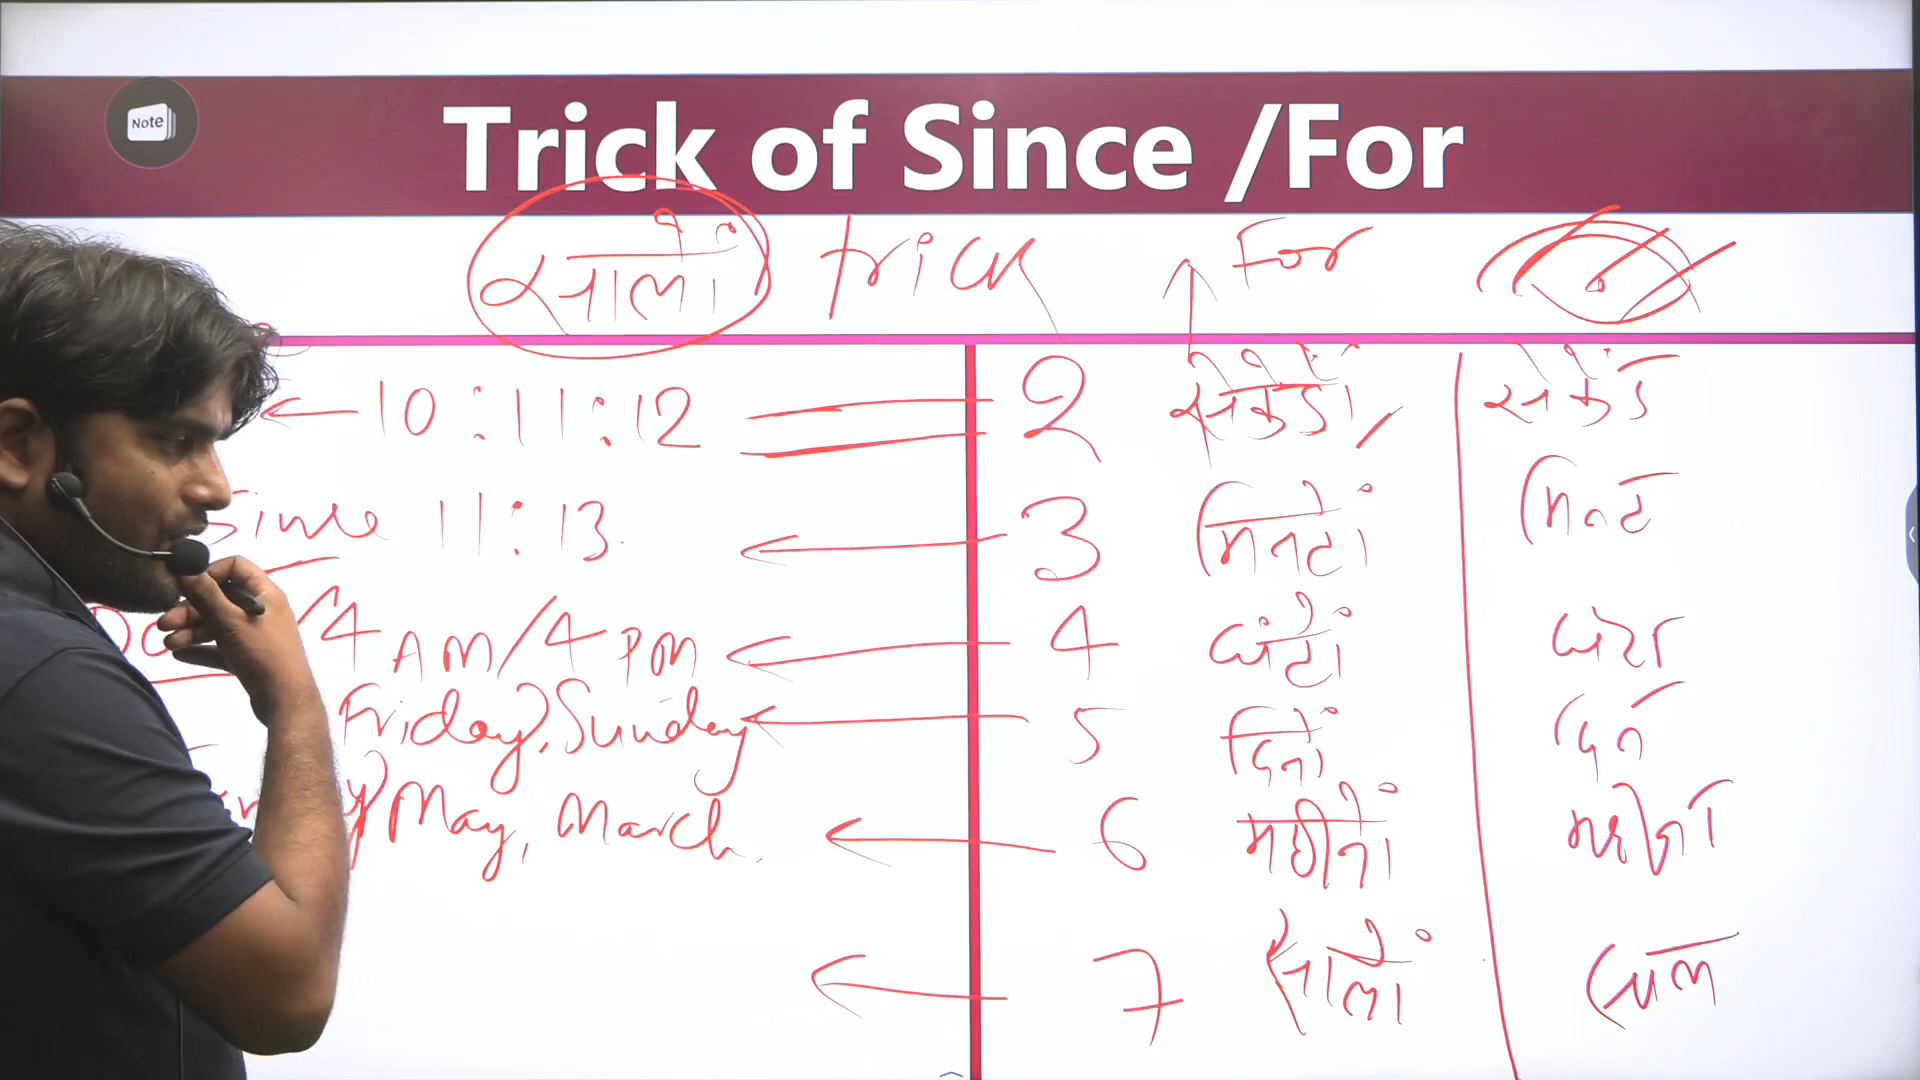 Note
Trick of Since /For
सालों trick For
10:11:12 2 सेकेंडों सेकेंड
Since 11:13 3 मिनटों मिनट
/4 AM/4 PM 4 घंटों घंटा
Friday, Sunday 5 दिनों दिन
May, March. 6 महीनों महीना
7 सालों साल